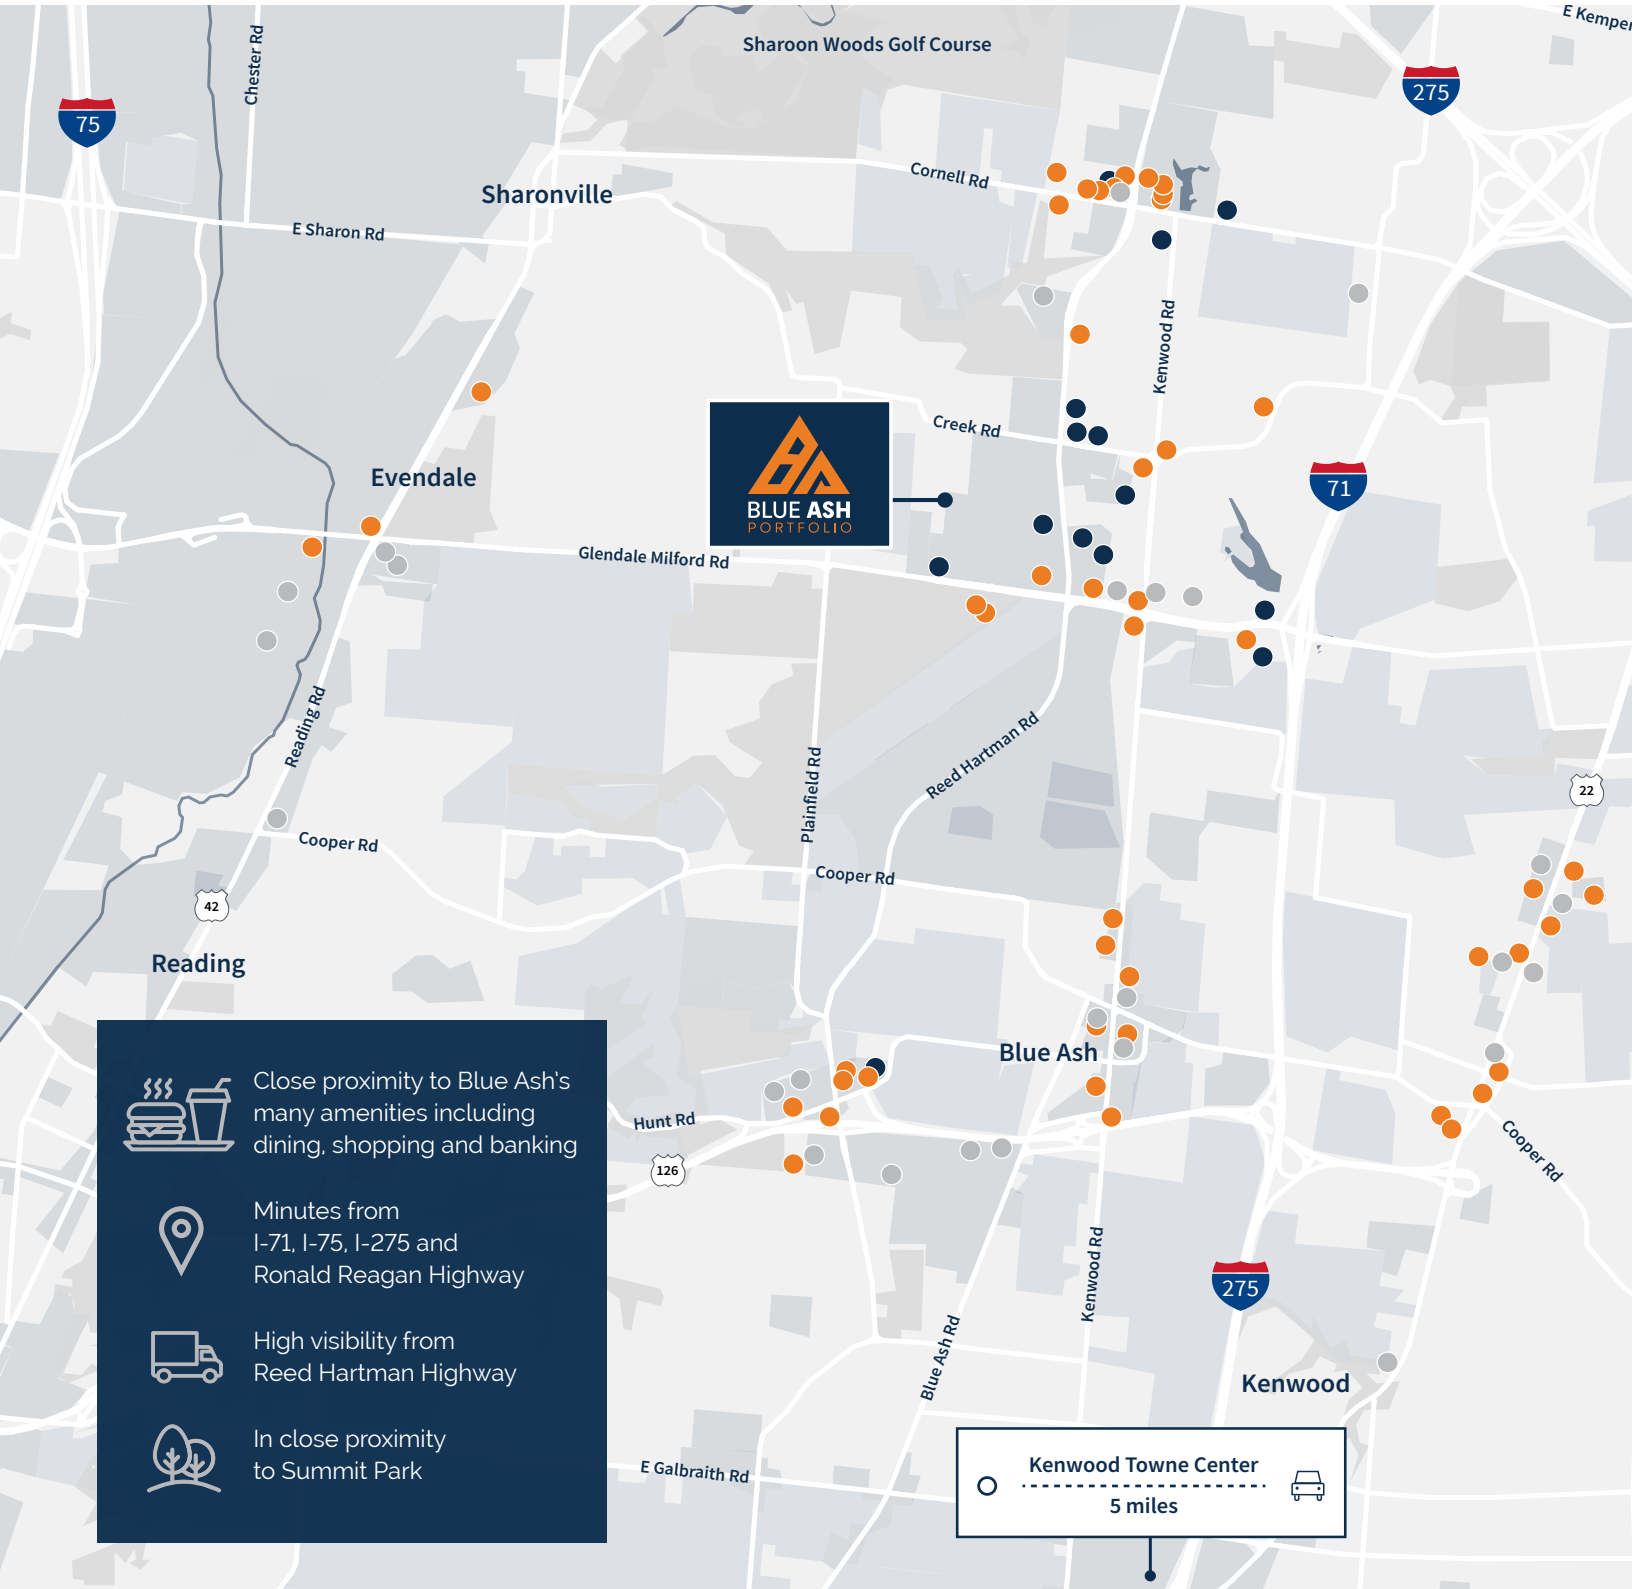 Sharoon Woods Golf Course
E Kemper
Chester Rd
275
75
Cornell Rd
Sharonville
E Sharon Rd
Kenwood Rd
Creek Rd
BLUE ASH
PORTFOLIO
Evendale
71
Glendale Milford Rd
Reading Rd
Reed Hartman Rd
Plainfield Rd
22
Cooper Rd
Cooper Rd
42
Reading
Blue Ash
Hunt Rd
126
Cooper Rd
Close proximity to Blue Ash's
many amenities including
dining, shopping and banking
Minutes from
I-71, I-75, I-275 and
Ronald Reagan Highway
High visibility from
Reed Hartman Highway
In close proximity
to Summit Park
Kenwood Rd
275
Blue Ash Rd
Kenwood
E Galbraith Rd
Kenwood Towne Center
5 miles